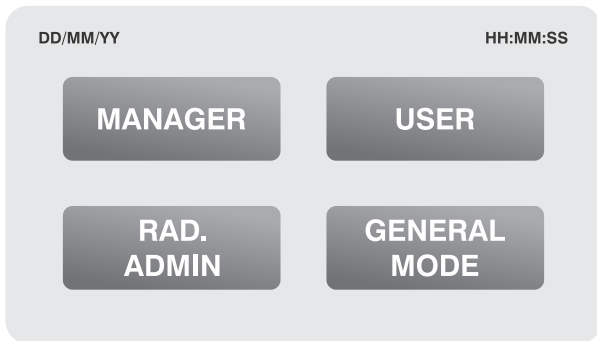 DD/MM/YY HH:MM:SS
MANAGER USER
RAD. GENERAL
ADMIN MODE